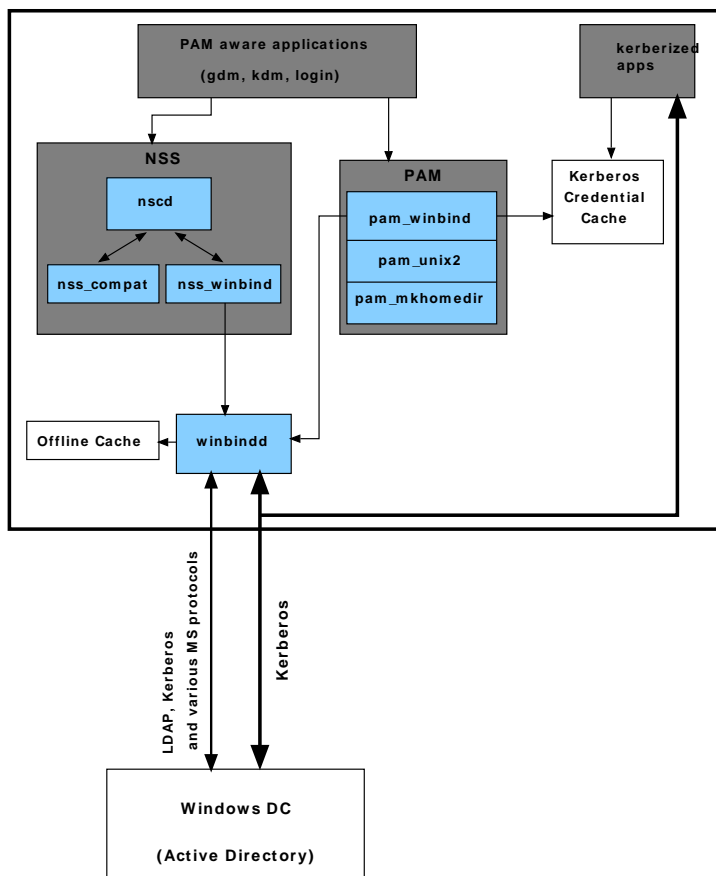 PAM aware applications
(gdm, kdm, login)
kerberized
apps
NSS
nscd
nss_compat
nss_winbind
PAM
pam_winbind
pam_unix2
pam_mkhomedir
Kerberos
Credential
Cache
Offline Cache
winbindd
LDAP, Kerberos
and various MS protocols
Kerberos
Windows DC
(Active Directory)